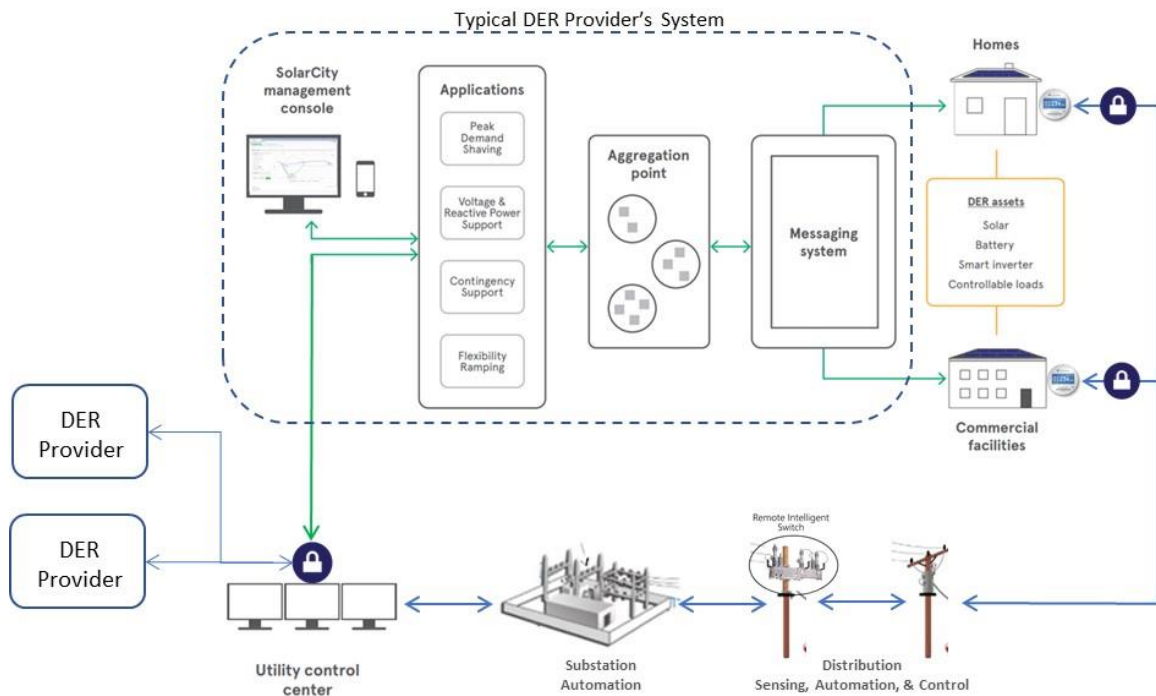 Typical DER Provider's System
SolarCity
management
console
Applications
Peak
Demand
Shaving
Voltage &
Reactive Power
Support
Contingency
Support
Flexibility
Ramping
Aggregation
point
Messaging
system
Homes
DER assets
Solar
Battery
Smart inverter
Controllable loads
Commercial
facilities
DER
Provider
DER
Provider
Utility control
center
Substation
Automation
Remote Intelligent
Switch
Distribution
Sensing, Automation, & Control